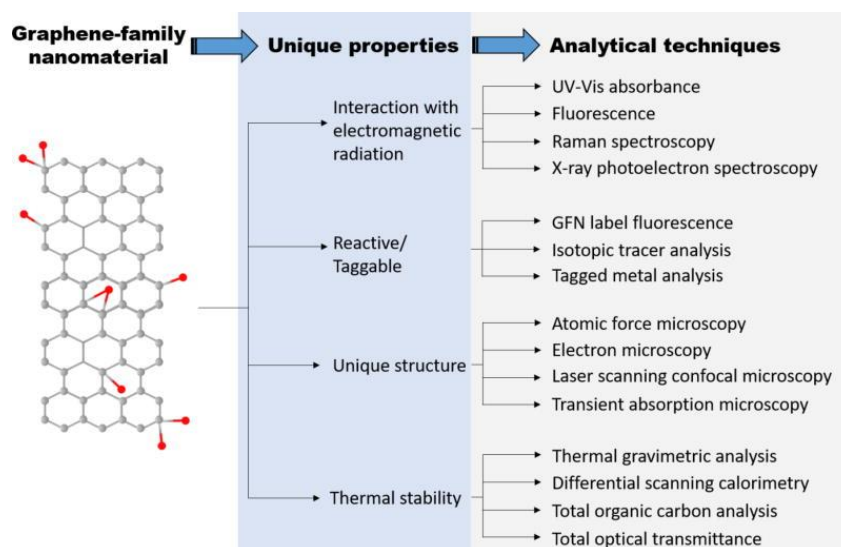 Graphene-family
nanomaterial
Unique properties
Analytical techniques
Interaction with
electromagnetic
radiation
UV-Vis absorbance
Fluorescence
Raman spectroscopy
X-ray photoelectron spectroscopy
Reactive/
Taggable
GFN label fluorescence
Isotopic tracer analysis
Tagged metal analysis
Unique structure
Atomic force microscopy
Electron microscopy
Laser scanning confocal microscopy
Transient absorption microscopy
Thermal stability
Thermal gravimetric analysis
Differential scanning calorimetry
Total organic carbon analysis
Total optical transmittance